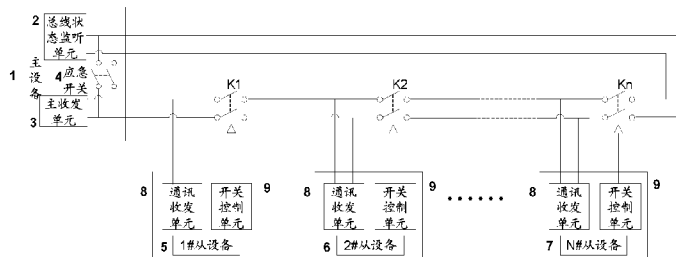 2 总线状
态监听
单元
1 主
设
备
4 应急
开关
3 主收发
单元
K1 K2 Kn
8 通讯
收发
单元
开关
控制
单元 9
5 1#从设备
8 通讯
收发
单元
开关
控制
单元 9
6 2#从设备
······
8 通讯
收发
单元
开关
控制
单元 9
7 N#从设备